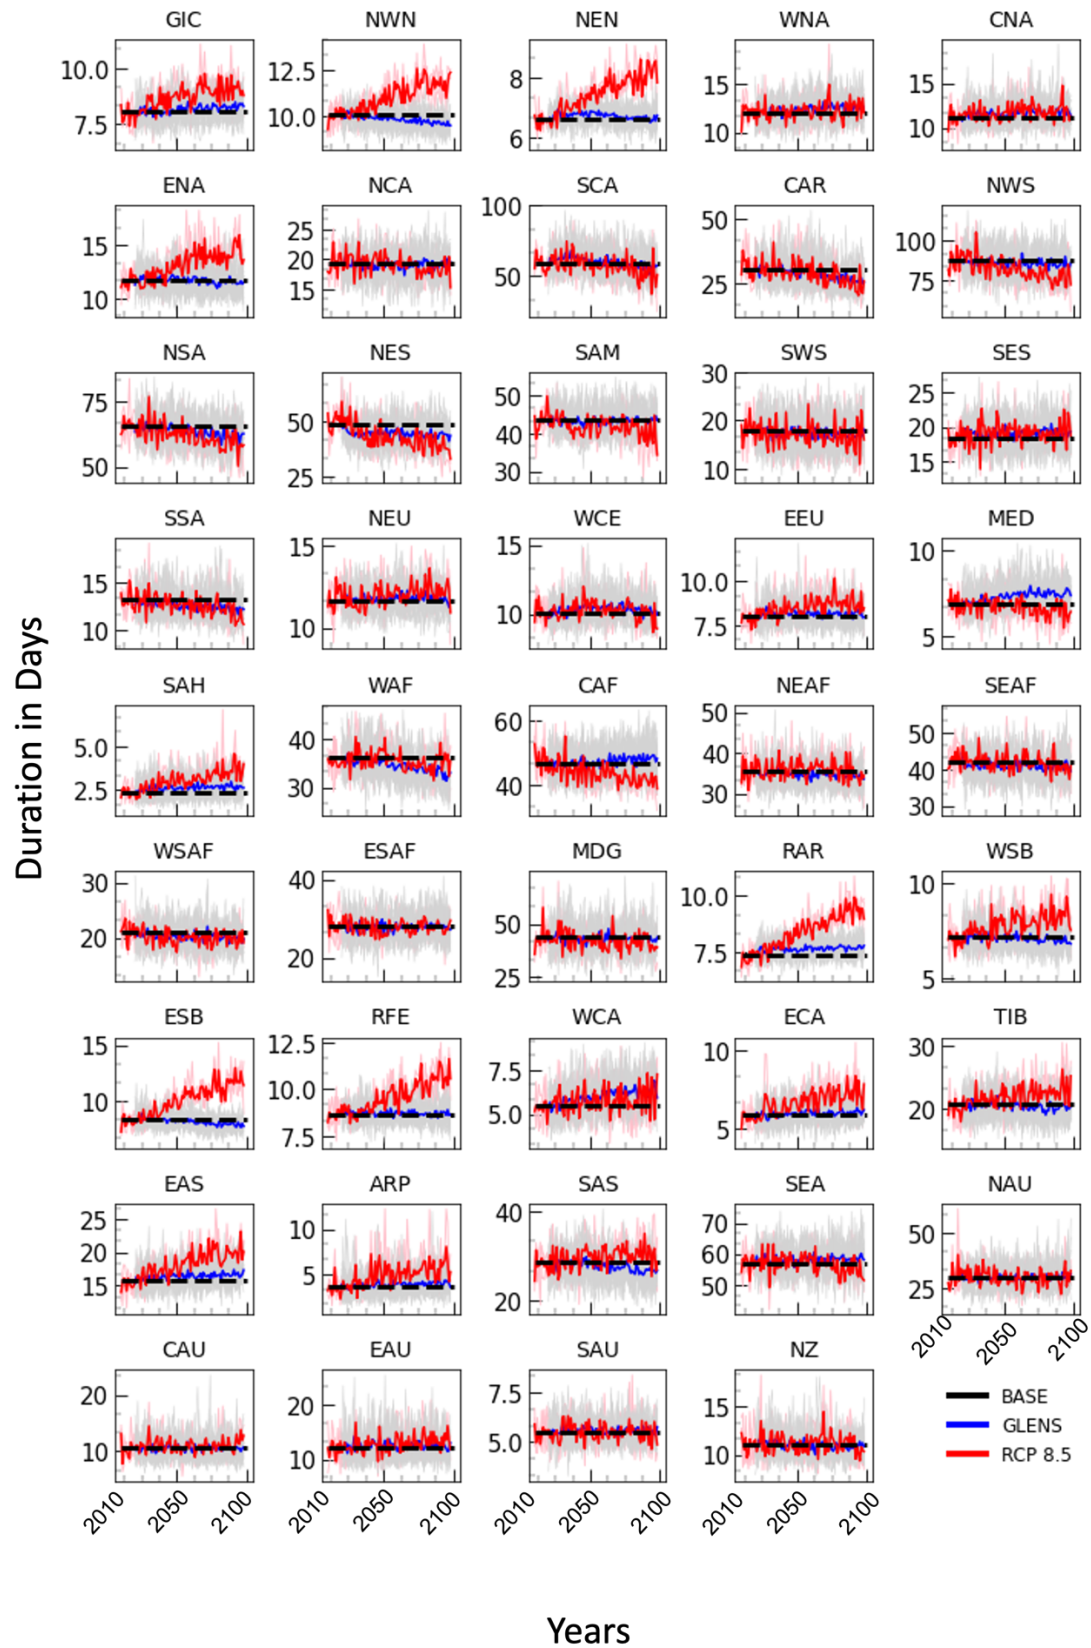 GIC NWN NEN WNA CNA
10.0 12.5 8 15 15
7.5 10.0 6 10 10
ENA NCA SCA CAR NWS
15 25 100 50 100
10 20 50 25 75
15
NSA NES SAM SWS SES
75 50 50 30 25
50 25 40 20 20
30 10 15
SSA NEU WCE EEU MED
15 15 15 10.0 10
10 10 10 7.5 5
SAH WAF CAF NEAF SEAF
5.0 40 60 50 50
2.5 30 40 40 40
30 30
WSAF ESAF MDG RAR WSB
30 40 50 10.0 10
20 20 25 7.5 5
ESB RFE WCA ECA TIB
15 12.5 7.5 10 30
10 10.0 5.0 5 20
7.5
EAS ARP SAS SEA NAU
25 10 40 70 50
20 5 20 60 25
15 50
2010 2050 2100
CAU EAU SAU NZ
20 20 7.5 15
10 10 5.0 10
2010 2050 2100 2010 2050 2100 2010 2050 2100 2010 2050 2100
BASE
GLENS
RCP 8.5
Duration in Days
Years